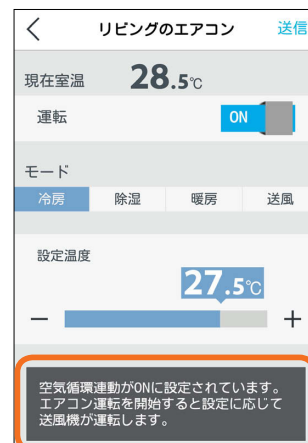 リビングのエアコン 送信
現在室温 28.5℃
運転 ON
モード
冷房 除湿 暖房 送風
設定温度
27.5℃
− +
空気循環連動がONに設定されています。
エアコン運転を開始すると設定に応じて
送風機が運転します。